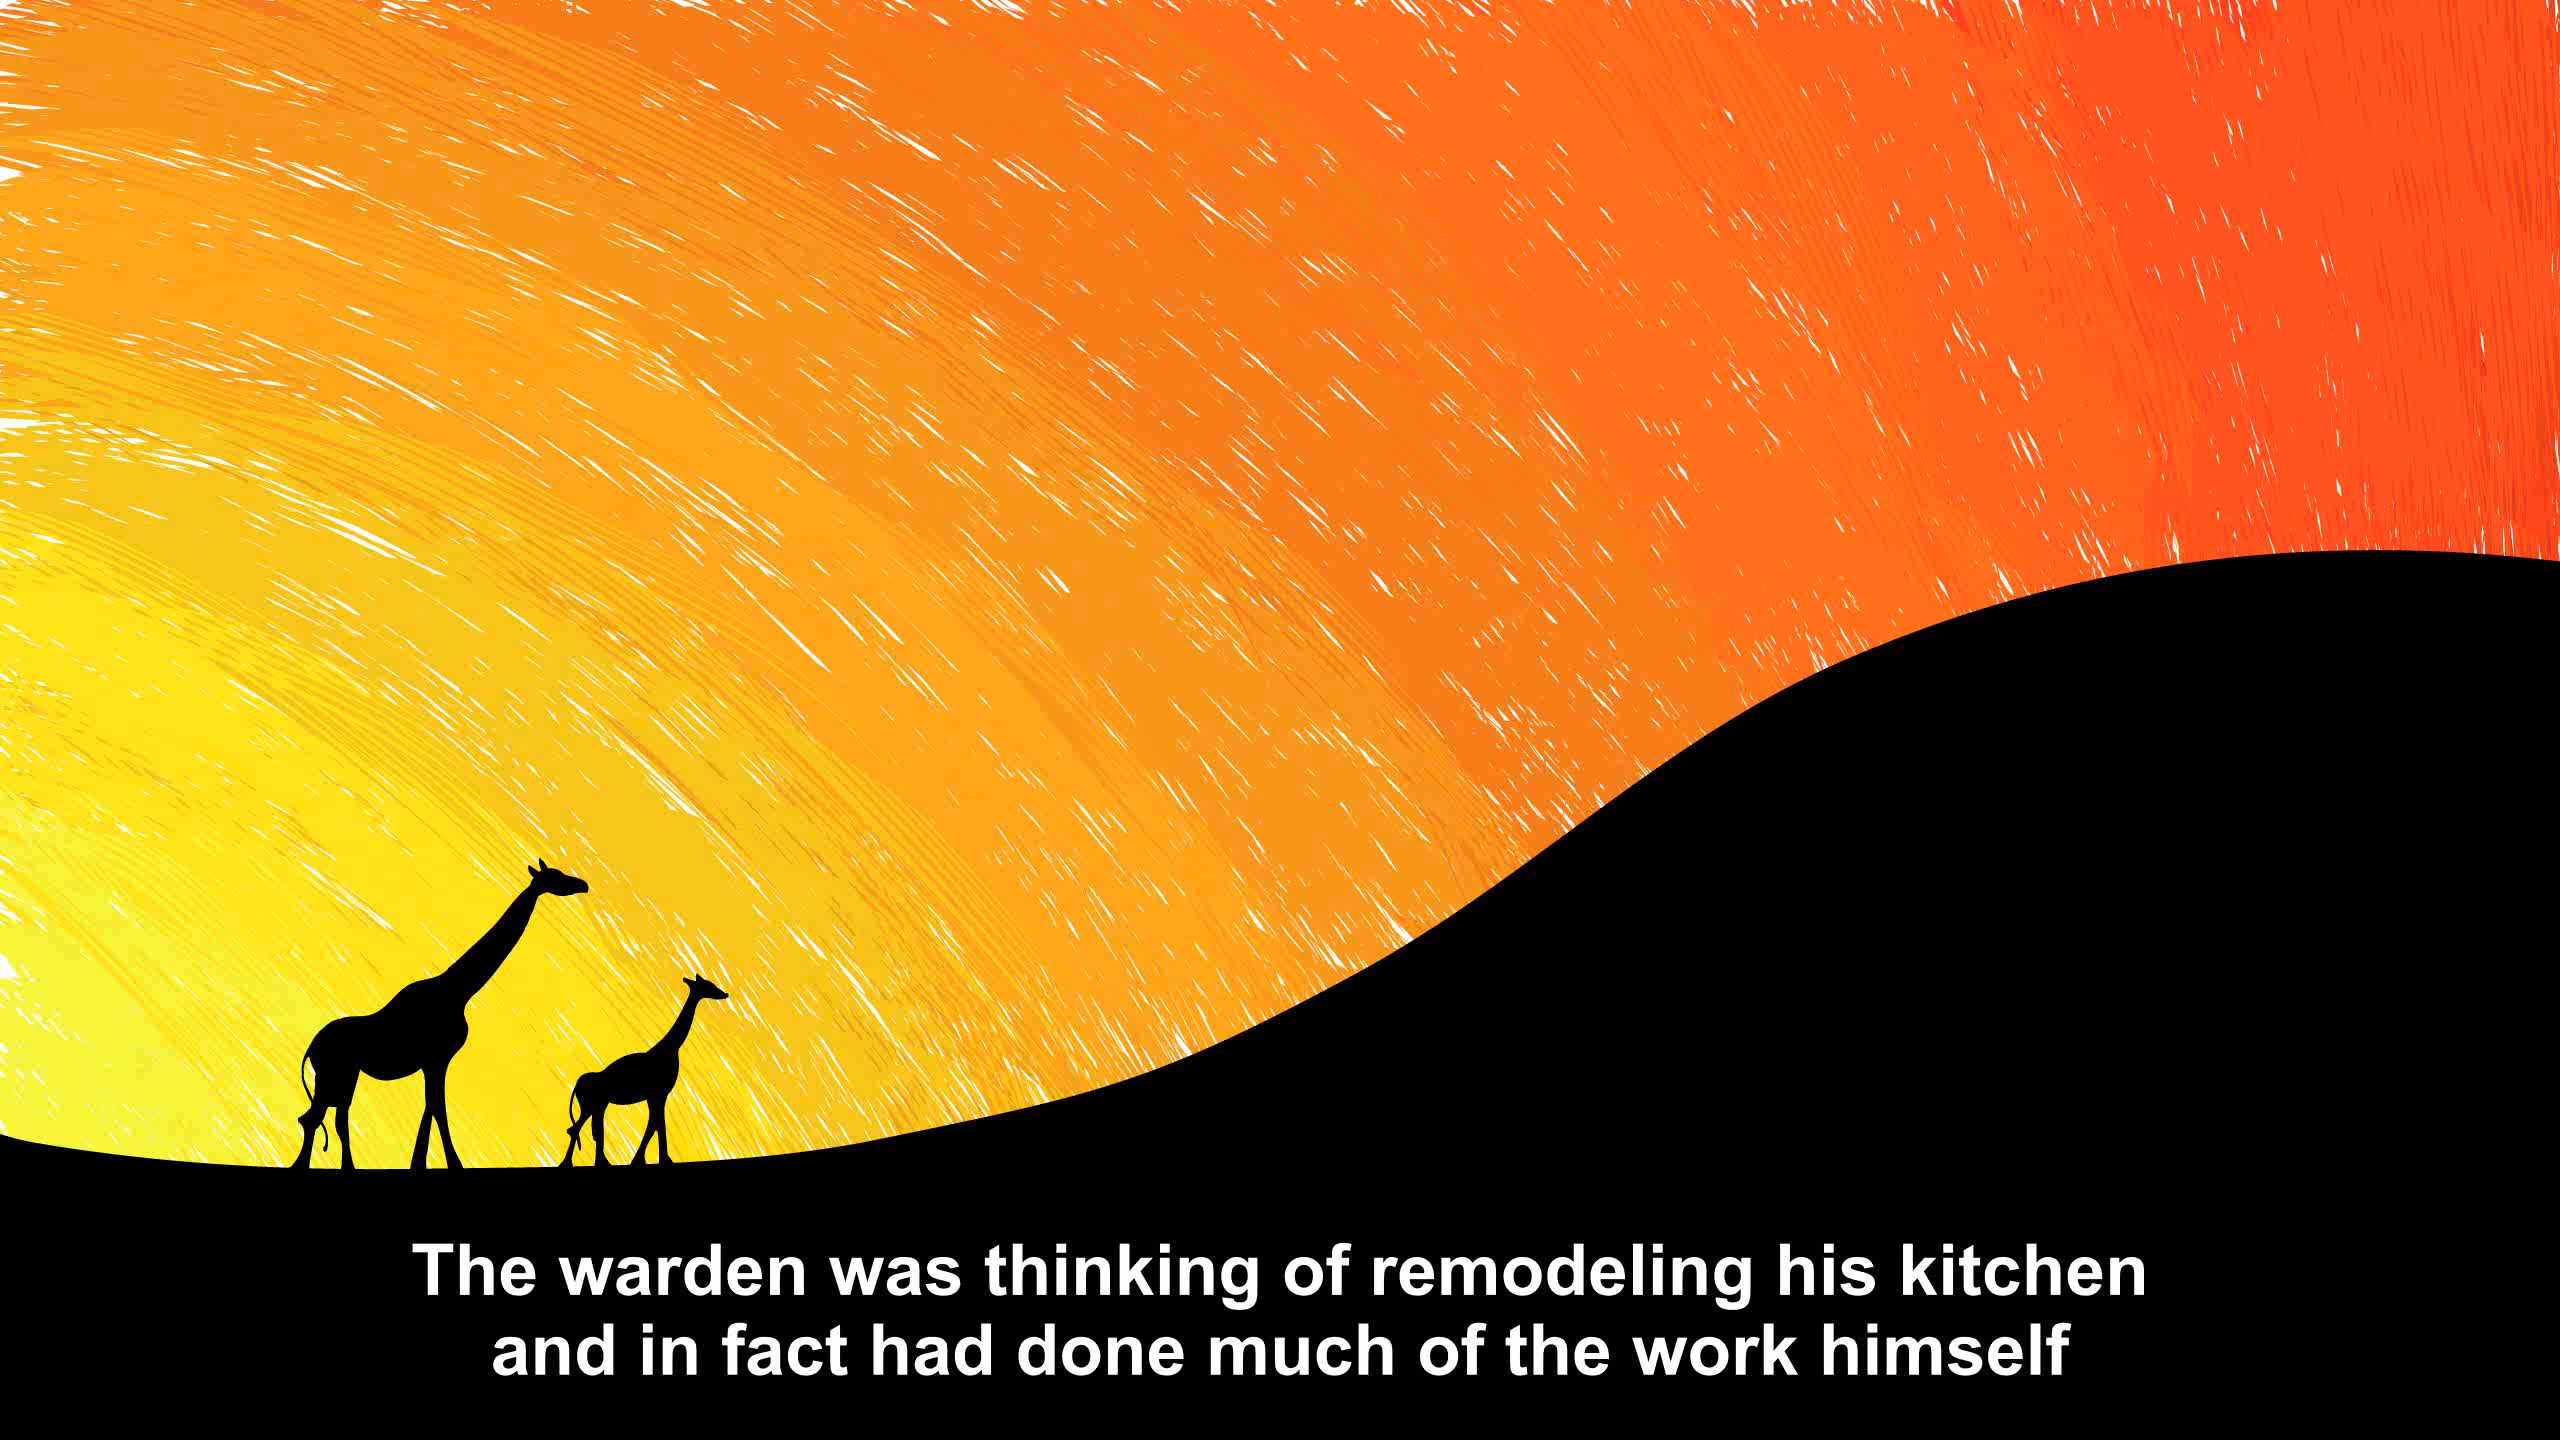 The warden was thinking of remodeling his kitchen
and in fact had done much of the work himself